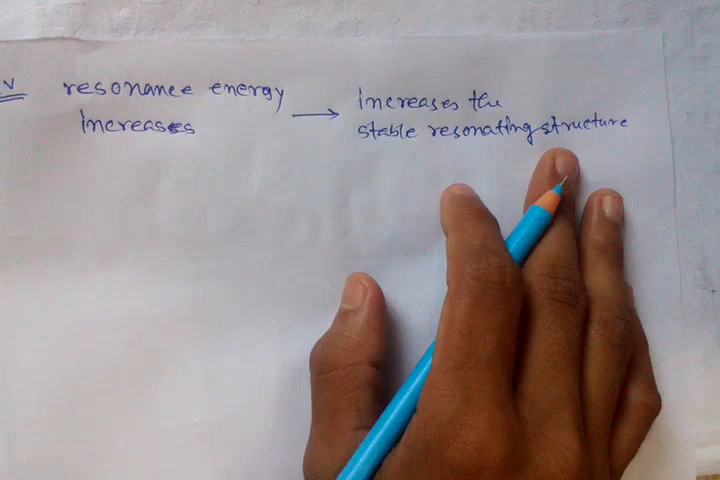 v resonance energy
increases → increases the
stable resonating structure